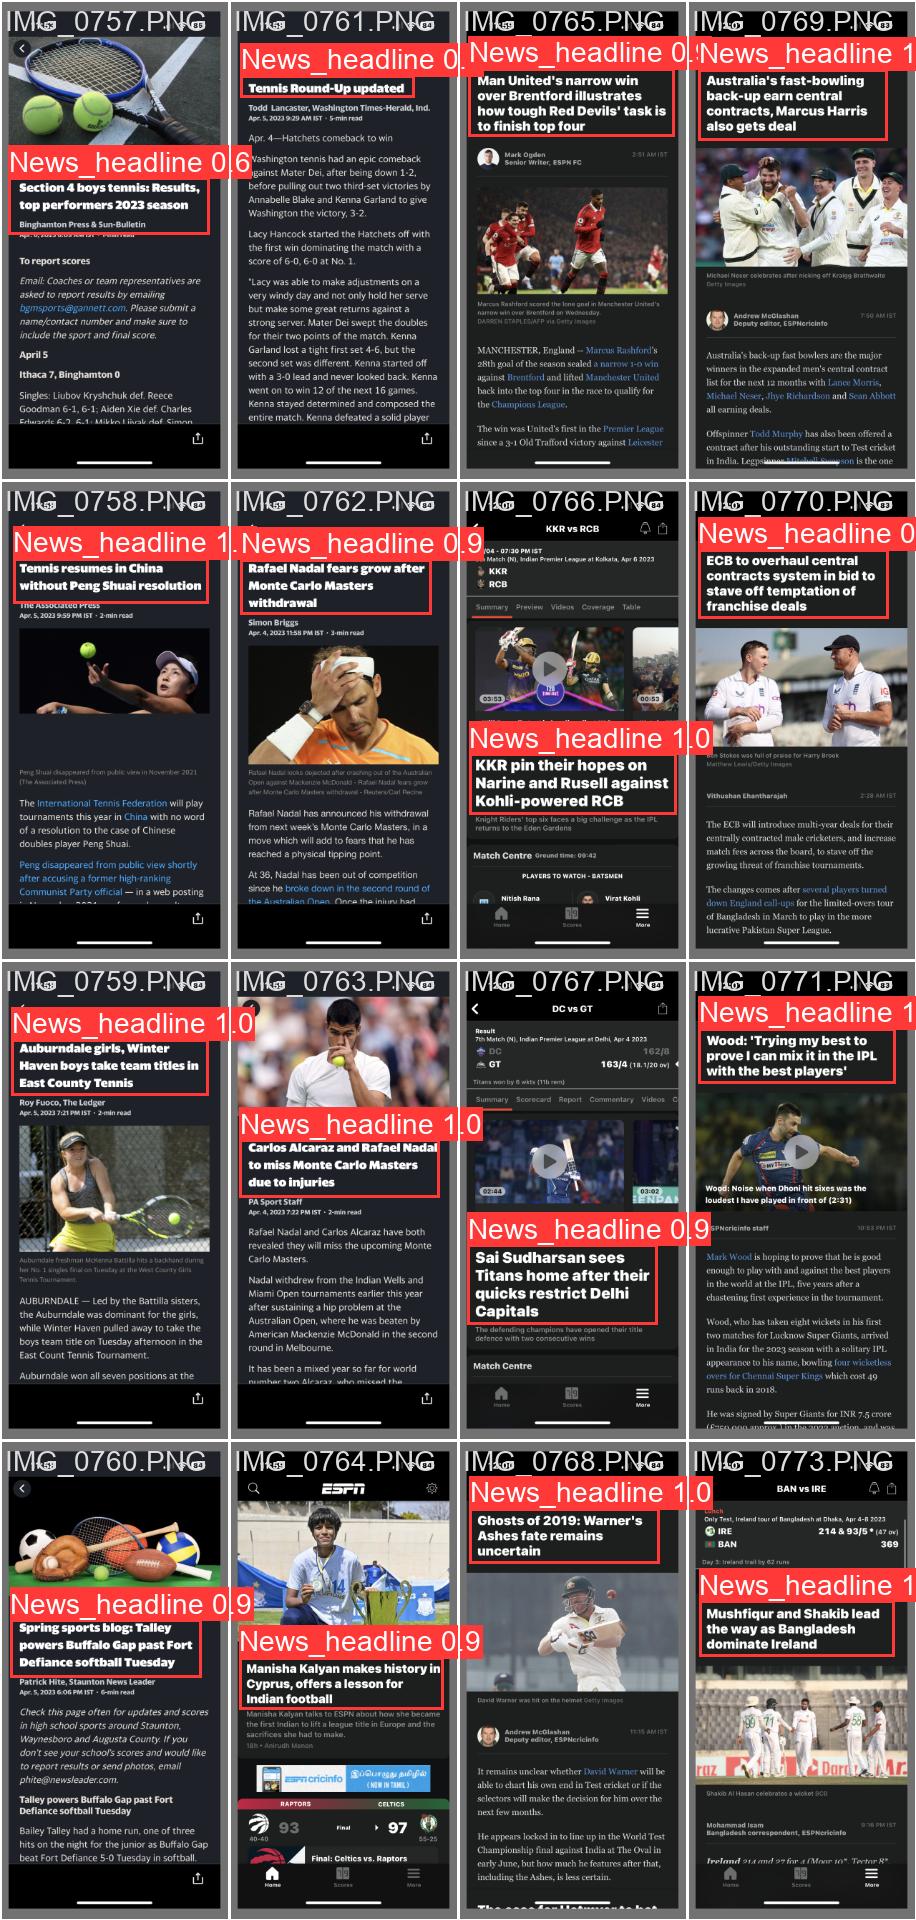 IMG_0757.PNG
News_headline 0.6
Section 4 boys tennis: Results,
top performers 2023 season
Binghamton Press & Sun-Bulletin
To report scores
Email: Coaches or team representatives are
asked to report results by emailing
bgmsports@gannett.com. Please submit a
name/contact number and make sure to
include the sport and final score.
April 5
Ithaca 7, Binghamton 0
Singles: Liubov Kryshchuk def. Reece
Goodman 6-1, 6-1; Aiden Xie def. Charles
Edwards 6-2, 6-1; Mikko Liivak def. Simon
IMG_0761.PNG
News_headline 0.
Tennis Round-Up updated
Todd Lancaster, Washington Times-Herald, Ind.
Apr. 5, 2023 9:29 AM IST · 5-min read
Apr. 4—Hatchets comeback to win
Washington tennis had an epic comeback
against Mater Dei, after being down 1-2,
before pulling out two third-set victories by
Annabelle Blake and Kenna Garland to give
Washington the victory, 3-2.
Lacy Hancock started the Hatchets off with
the first win dominating the match with a
score of 6-0, 6-0 at No. 1.
"Lacy was able to make adjustments on a
very windy day and not only hold her serve
but make some great returns against a
strong server. Mater Dei swept the doubles
for their two points of the match. Kenna
Garland lost a tight first set 4-6, but the
second set was different. Kenna started off
with a 3-0 lead and never looked back. Kenna
went on to win 12 of the next 16 games.
Kenna stayed determined and composed the
entire match. Kenna defeated a solid player
IMG_0765.PNG
News_headline 0.9
Man United's narrow win
over Brentford illustrates
how tough Red Devils' task is
to finish top four
Mark Ogden
Senior Writer, ESPN FC
2:51 AM IST
Marcus Rashford scored the lone goal in Manchester United's
narrow win over Brentford on Wednesday.
DARREN STAPLES/AFP via Getty Images
MANCHESTER, England -- Marcus Rashford's
28th goal of the season sealed a narrow 1-0 win
against Brentford and lifted Manchester United
back into the top four in the race to qualify for
the Champions League.
The win was United's first in the Premier League
since a 3-1 Old Trafford victory against Leicester
IMG_0769.PNG
News_headline 1
Australia's fast-bowling
back-up earn central
contracts, Marcus Harris
also gets deal
Michael Neser celebrates after nicking off Kraigg Brathwaite
Getty Images
Andrew McGlashan
Deputy editor, ESPNcricinfo
7:50 AM IST
Australia's back-up fast bowlers are the major
winners in the expanded men's central contract
list for the next 12 months with Lance Morris,
Michael Neser, Jhye Richardson and Sean Abbott
all earning deals.
Offspinner Todd Murphy has also been offered a
contract after his outstanding start to Test cricket
in India. Legspinner Mitchell Swepson is the one
IMG_0758.PNG
News_headline 1.
Tennis resumes in China
without Peng Shuai resolution
The Associated Press
Apr. 5, 2023 9:59 PM IST · 2-min read
Peng Shuai disappeared from public view in November 2021
(The Associated Press)
The International Tennis Federation will play
tournaments this year in China with no word
of a resolution to the case of Chinese
doubles player Peng Shuai.
Peng disappeared from public view shortly
after accusing a former high-ranking
Communist Party official — in a web posting
IMG_0762.PNG
News_headline 0.9
Rafael Nadal fears grow after
Monte Carlo Masters
withdrawal
Simon Briggs
Apr. 4, 2023 11:58 PM IST · 3-min read
Rafael Nadal looks dejected after crashing out of the Australian
Open against Mackenzie McDonald - Rafael Nadal fears grow
after Monte Carlo Masters withdrawal - Reuters/Carl Recine
Rafael Nadal has announced his withdrawal
from next week's Monte Carlo Masters, in a
move which will add to fears that he has
reached a physical tipping point.
At 36, Nadal has been out of competition
since he broke down in the second round of
the Australian Open. Once the injury had
IMG_0766.PNG
KKR vs RCB
/04 - 07:30 PM IST
Match (N), Indian Premier League at Kolkata, Apr 6 2023
KKR
RCB
Summary Preview Videos Coverage Table
03:53
00:53
News_headline 1.0
KKR pin their hopes on
Narine and Rusell against
Kohli-powered RCB
Knight Riders' top six faces a big challenge as the IPL
returns to the Eden Gardens
Match Centre Ground time: 09:42
PLAYERS TO WATCH - BATSMEN
Nitish Rana
Virat Kohli
Home Scores More
IMG_0770.PNG
News_headline 0
ECB to overhaul central
contracts system in bid to
stave off temptation of
franchise deals
Ben Stokes was full of praise for Harry Brook
Matthew Lewis/Getty Images
Vithushan Ehantharajah
2:28 AM IST
The ECB will introduce multi-year deals for their
centrally contracted male cricketers, and increase
match fees across the board, to stave off the
growing threat of franchise tournaments.
The changes comes after several players turned
down England call-ups for the limited-overs tour
of Bangladesh in March to play in the more
lucrative Pakistan Super League.
IMG_0759.PNG
News_headline 1.0
Auburndale girls, Winter
Haven boys take team titles in
East County Tennis
Roy Fuoco, The Ledger
Apr. 5, 2023 7:21 PM IST · 2-min read
Auburndale freshman McKenna Battilla hits a backhand during
her No. 1 singles final on Tuesday at the West County Girls
Tennis Tournament.
AUBURNDALE — Led by the Battilla sisters,
the Auburndale was dominant for the girls,
while Winter Haven pulled away to take the
boys team title on Tuesday afternoon in the
East Count Tennis Tournament.
Auburndale won all seven positions at the
IMG_0763.PNG
News_headline 1.0
Carlos Alcaraz and Rafael Nadal
to miss Monte Carlo Masters
due to injuries
PA Sport Staff
Apr. 4, 2023 7:22 PM IST · 2-min read
Rafael Nadal and Carlos Alcaraz have both
revealed they will miss the upcoming Monte
Carlo Masters.
Nadal withdrew from the Indian Wells and
Miami Open tournaments earlier this year
after sustaining a hip problem at the
Australian Open, where he was beaten by
American Mackenzie McDonald in the second
round in Melbourne.
It has been a mixed year so far for world
number two Alcaraz, who missed the
IMG_0767.PNG
DC vs GT
Result
7th Match (N), Indian Premier League at Delhi, Apr 4 2023
DC 162/8
GT 163/4 (18.1/20 ov)
Titans won by 6 wkts (11b rem)
Summary Scorecard Report Commentary Videos
02:44
03:02
News_headline 0.9
Sai Sudharsan sees
Titans home after their
quicks restrict Delhi
Capitals
The defending champions have opened their title
defence with two consecutive wins
Match Centre
Home Scores More
IMG_0771.PNG
News_headline 1
Wood: 'Trying my best to
prove I can mix it in the IPL
with the best players'
Wood: Noise when Dhoni hit sixes was the
loudest I have played in front of (2:31)
ESPNcricinfo staff
10:53 PM IST
Mark Wood is hoping to prove that he is good
enough to play with and against the best players
in the world at the IPL, five years after a
chastening first experience in the tournament.
Wood, who has taken eight wickets in his first
two matches for Lucknow Super Giants, arrived
in India for the 2023 season with a solitary IPL
appearance to his name, bowling four wicketless
overs for Chennai Super Kings which cost 49
runs back in 2018.
He was signed by Super Giants for INR 7.5 crore
IMG_0760.PNG
News_headline 0.9
Spring sports blog: Talley
powers Buffalo Gap past Fort
Defiance softball Tuesday
Patrick Hite, Staunton News Leader
Apr. 5, 2023 6:06 PM IST · 6-min read
Check this page often for updates and scores
in high school sports around Staunton,
Waynesboro and Augusta County. If you
don't see your school's scores and would like
to report results or send photos, email
phite@newsleader.com.
Talley powers Buffalo Gap past Fort
Defiance softball Tuesday
Bailey Talley had a home run, one of three
hits on the night for the junior as Buffalo Gap
beat Fort Defiance 5-0 Tuesday in softball.
IMG_0764.PNG
ESPN
14
News_headline 0.9
Manisha Kalyan makes history in
Cyprus, offers a lesson for
Indian football
Manisha Kalyan talks to ESPN about how she became
the first Indian to lift a league title in Europe and the
sacrifices she had to make.
18h • Anirudh Menon
ESPN cricinfo இப்பொழுது தமிழில்
(NOW IN TAMIL)
RAPTORS CELTICS
93 Final 97
40-40 55-25
Final: Celtics vs. Raptors
Home Scores More
IMG_0768.PNG
News_headline 1.0
Ghosts of 2019: Warner's
Ashes fate remains
uncertain
David Warner was hit on the helmet Getty Images
Andrew McGlashan
Deputy editor, ESPNcricinfo
11:15 AM IST
It remains unclear whether David Warner will be
able to chart his own end in Test cricket or if the
selectors will make the decision for him over the
next few months.
He appears locked in to line up in the World Test
Championship final against India at The Oval in
early June, but how much he features after that,
including the Ashes, is less certain.
IMG_0773.PNG
BAN vs IRE
Lunch
Only Test, Ireland tour of Bangladesh at Dhaka, Apr 4-8 2023
IRE 214 & 93/5 * (47 ov)
BAN 369
Day 3: Ireland trail by 62 runs
News_headline 1
Mushfiqur and Shakib lead
the way as Bangladesh
dominate Ireland
Shakib Al Hasan celebrates a wicket BCB
Mohammad Isam
Bangladesh correspondent, ESPNcricinfo
9:16 PM IST
Home Scores More